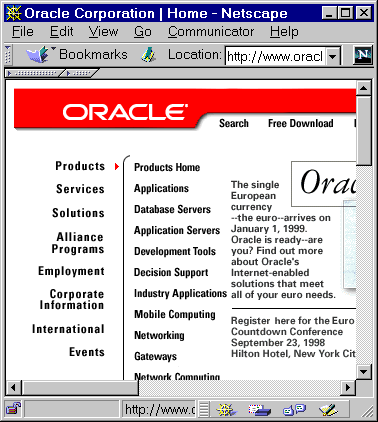 Oracle Corporation | Home - Netscape
File Edit View Go Communicator Help
Bookmarks Location: http://www.oracl
N
ORACLE
Search Free Download
Products
Services
Solutions
Alliance
Programs
Employment
Corporate
Information
International
Events
Products Home
Applications
Database Servers
Application Servers
Development Tools
Decision Support
Industry Applications
Mobile Computing
Networking
Gateways
Network Computing
The single
European
currency
--the euro--arrives on
January 1, 1999.
Oracle is ready--are
you? Find out more
about Oracle's
Internet-enabled
solutions that meet
all of your euro needs.
Register here for the Euro
Countdown Conference
September 23, 1998
Hilton Hotel, New York Cit
Orac
http://www.o